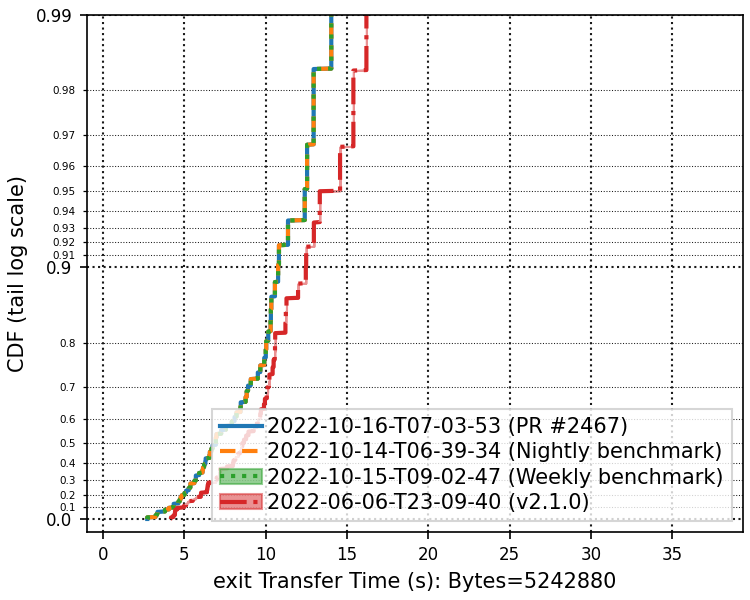 0.99
0.98
0.97
0.96
0.95
0.94
0.93
0.92
0.91
0.9
0.8
0.7
0.6
0.5
0.4
0.3
0.2
0.1
0.0
CDF (tail log scale)
2022-10-16-T07-03-53 (PR #2467)
2022-10-14-T06-39-34 (Nightly benchmark)
2022-10-15-T09-02-47 (Weekly benchmark)
2022-06-06-T23-09-40 (v2.1.0)
0 5 10 15 20 25 30 35
exit Transfer Time (s): Bytes=5242880